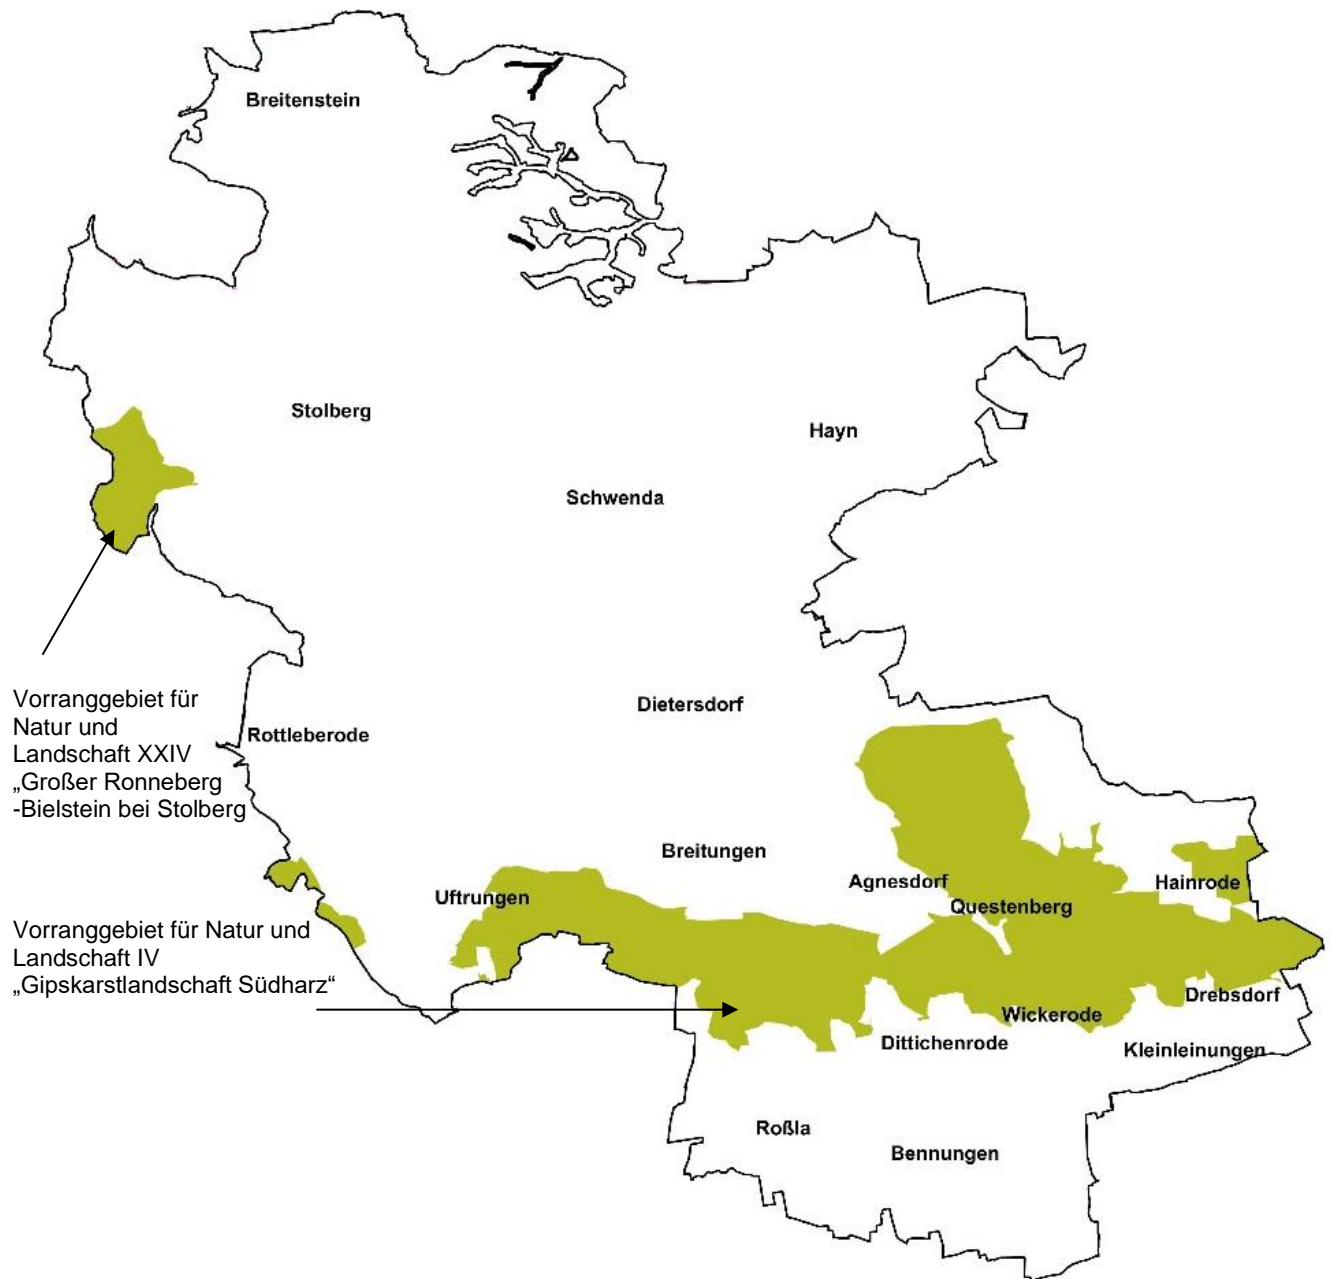 Breitenstein
Stolberg
Hayn
Schwenda
Vorranggebiet für
Natur und
Landschaft XXIV
„Großer Ronneberg
-Bielstein bei Stolberg
Dietersdorf
Rottleberode
Breitungen
Agnesdorf
Hainrode
Uftrungen
Questenberg
Vorranggebiet für Natur und
Landschaft IV
„Gipskarstlandschaft Südharz“
Drebsdorf
Wickerode
Dittichenrode
Kleinleinungen
Roßla
Bennungen